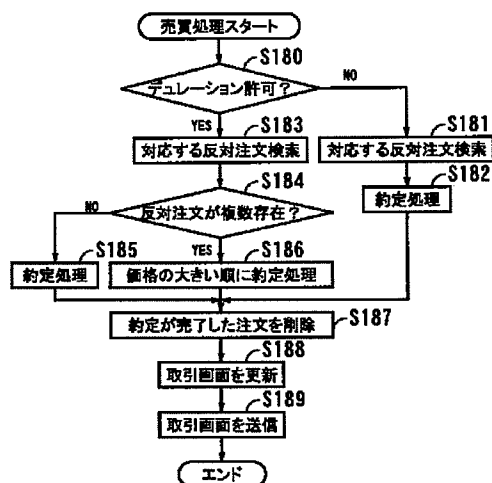 売買処理スタート
S180
デュレーション許可?
NO
YES
S183
S181
対応する反対注文検索
対応する反対注文検索
S184
S182
反対注文が複数存在?
約定処理
NO
S185
YES
S186
約定処理
価格の大きい順に約定処理
S187
約定が完了した注文を削除
S188
取引画面を更新
S189
取引画面を送信
エンド